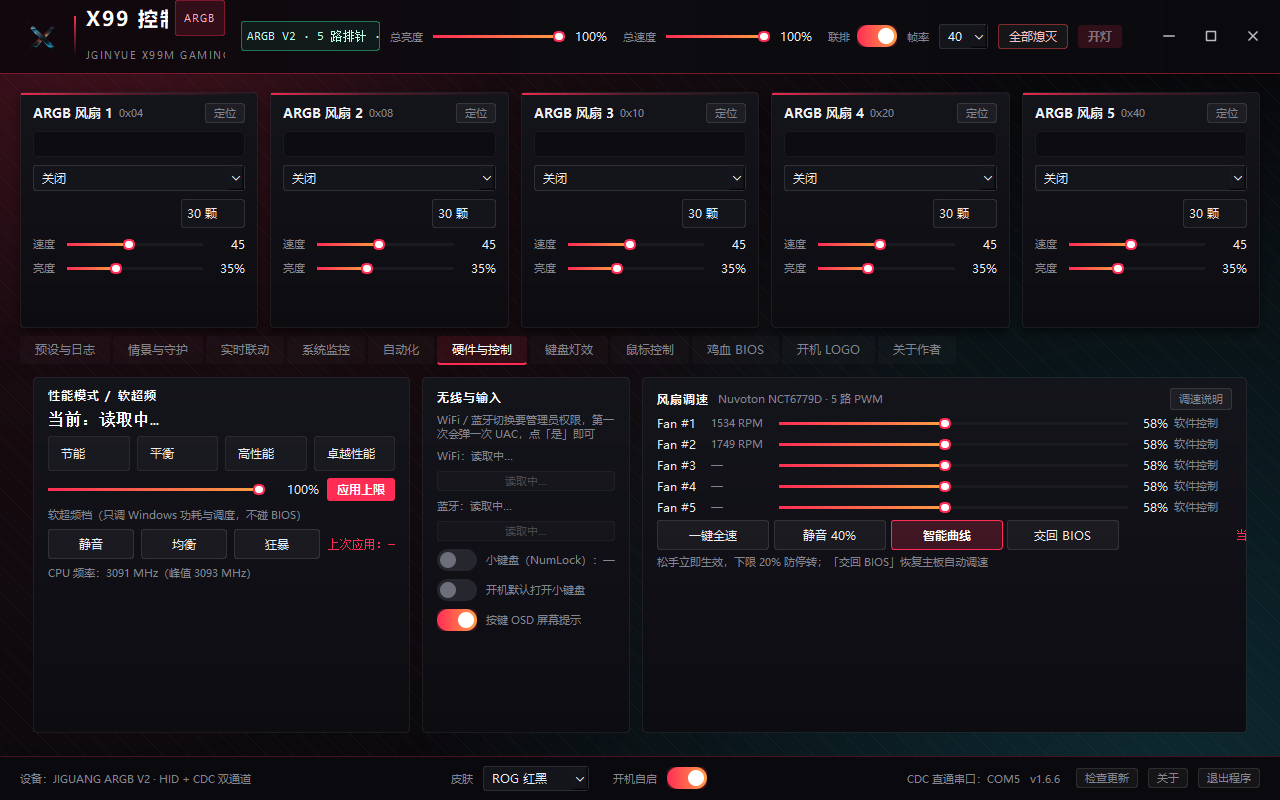 X99 控制
ARGB
JGINYUE X99M GAMING
ARGB V2 · 5 路排针 ·
总亮度
100%
总速度
100%
联排
帧率
40
全部熄灭
开灯
ARGB 风扇 1 0x04
定位
ARGB 风扇 2 0x08
定位
ARGB 风扇 3 0x10
定位
ARGB 风扇 4 0x20
定位
ARGB 风扇 5 0x40
定位
关闭
关闭
关闭
关闭
关闭
30 颗
30 颗
30 颗
30 颗
30 颗
速度 45
速度 45
速度 45
速度 45
速度 45
亮度 35%
亮度 35%
亮度 35%
亮度 35%
亮度 35%
预设与日志
情景与守护
实时联动
系统监控
自动化
硬件与控制
键盘灯效
鼠标控制
鸡血 BIOS
开机 LOGO
关于作者
性能模式 / 软超频
当前：读取中…
节能
平衡
高性能
卓越性能
100%
应用上限
软超频档（只调 Windows 功耗与调度，不碰 BIOS）
静音
均衡
狂暴
上次应用：—
CPU 频率：3091 MHz（峰值 3093 MHz）
无线与输入
WiFi / 蓝牙切换要管理员权限，第一
次会弹一次 UAC，点「是」即可
WiFi：读取中…
读取中…
蓝牙：读取中…
读取中…
小键盘（NumLock）：—
开机默认打开小键盘
按键 OSD 屏幕提示
风扇调速 Nuvoton NCT6779D · 5 路 PWM
调速说明
Fan #1 1534 RPM 58% 软件控制
Fan #2 1749 RPM 58% 软件控制
Fan #3 — 58% 软件控制
Fan #4 — 58% 软件控制
Fan #5 — 58% 软件控制
一键全速
静音 40%
智能曲线
交回 BIOS
当
松手立即生效，下限 20% 防停转；「交回 BIOS」恢复主板自动调速
设备：JIGUANG ARGB V2 · HID + CDC 双通道
皮肤
ROG 红黑
开机自启
CDC 直通串口：COM5 v1.6.6
检查更新
关于
退出程序